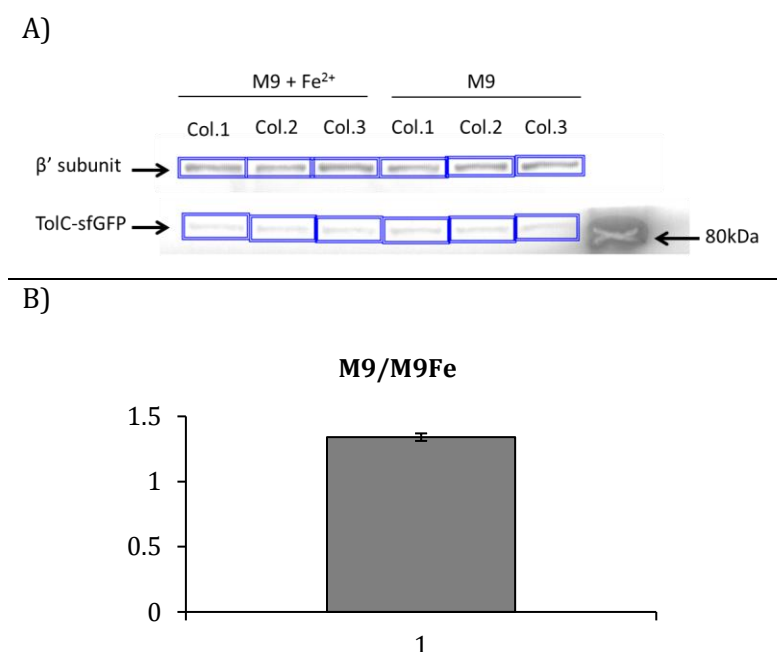 A)
M9 + Fe²⁺ M9
Col.1 Col.2 Col.3 Col.1 Col.2 Col.3
β’ subunit
TolC-sfGFP 80kDa
B)
M9/M9Fe
1.5
1
0.5
0
1